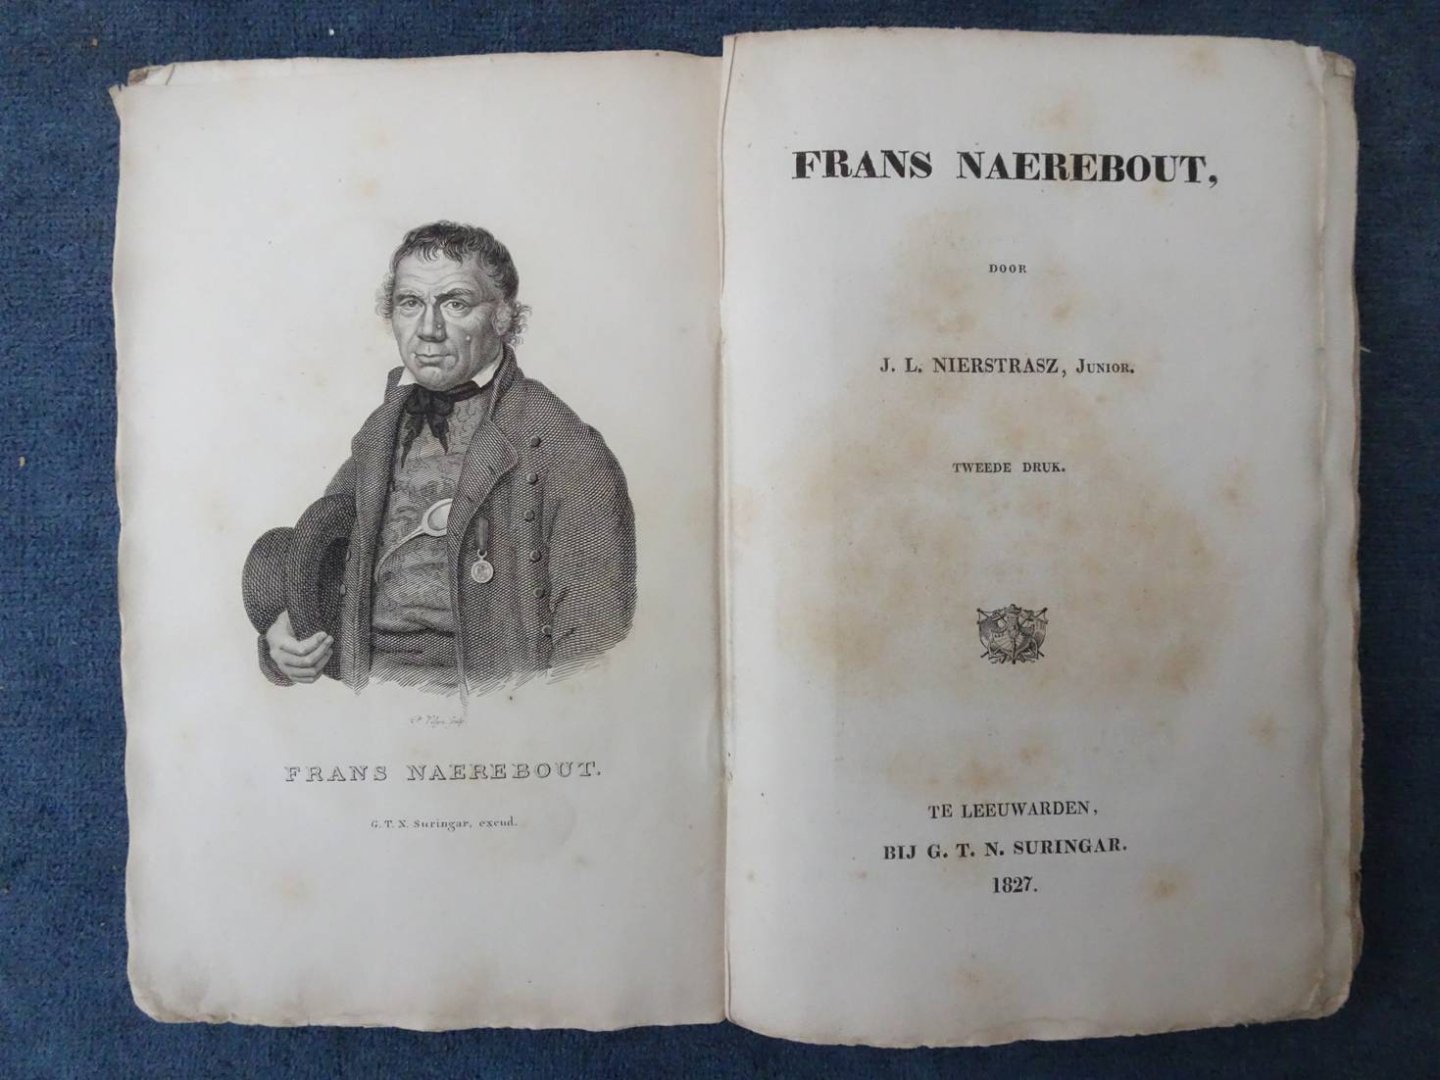 FRANS NAEREBOUT.
G. T. N. Suringar, excud.
FRANS NAEREBOUT,
DOOR
J. L. NIERSTRASZ, JUNIOR.
TWEEDE DRUK.
TE LEEUWARDEN,
BIJ G. T. N. SURINGAR.
1827.